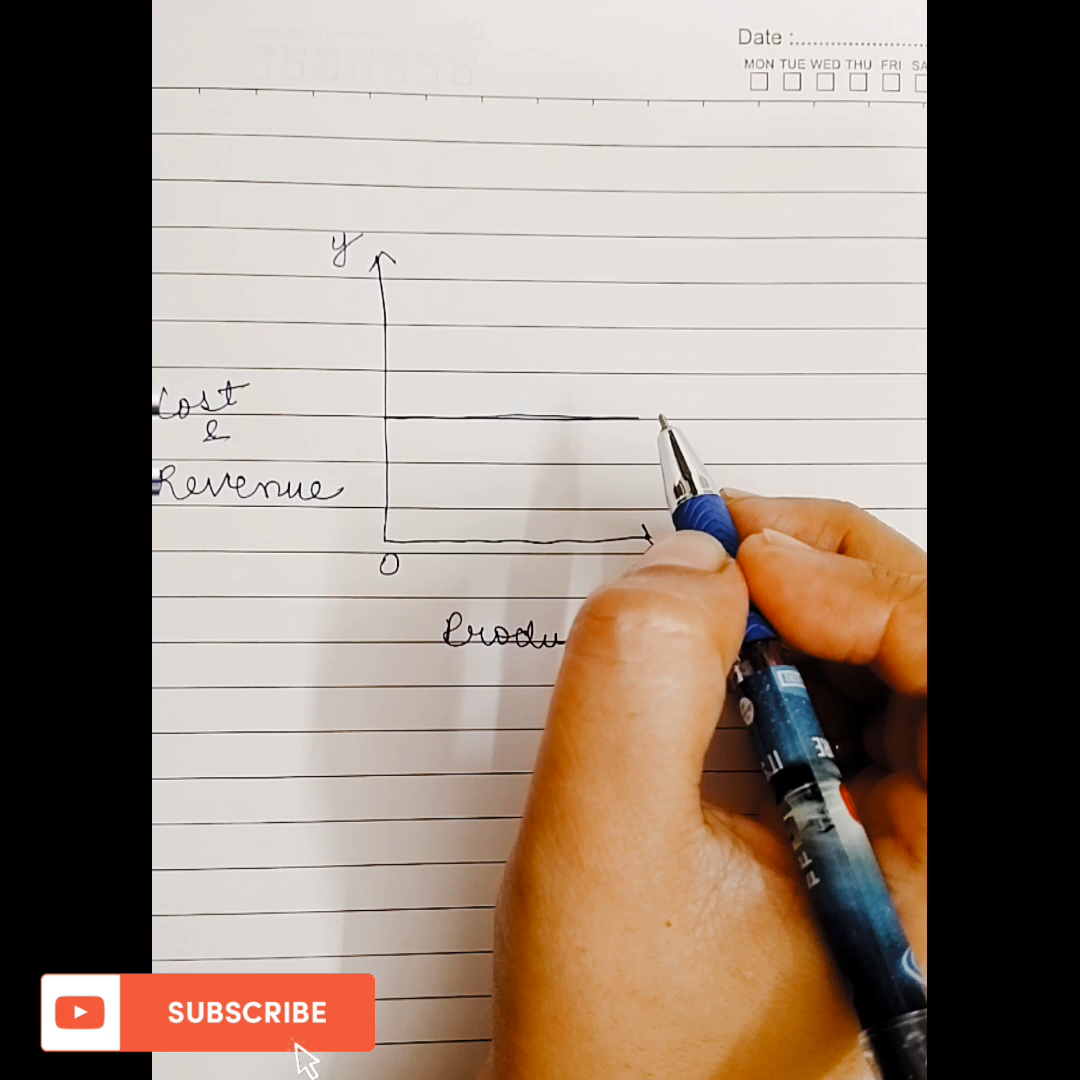 Date :
MON TUE WED THU FRI SA
y
Cost
&
Revenue
O
Produ
SUBSCRIBE